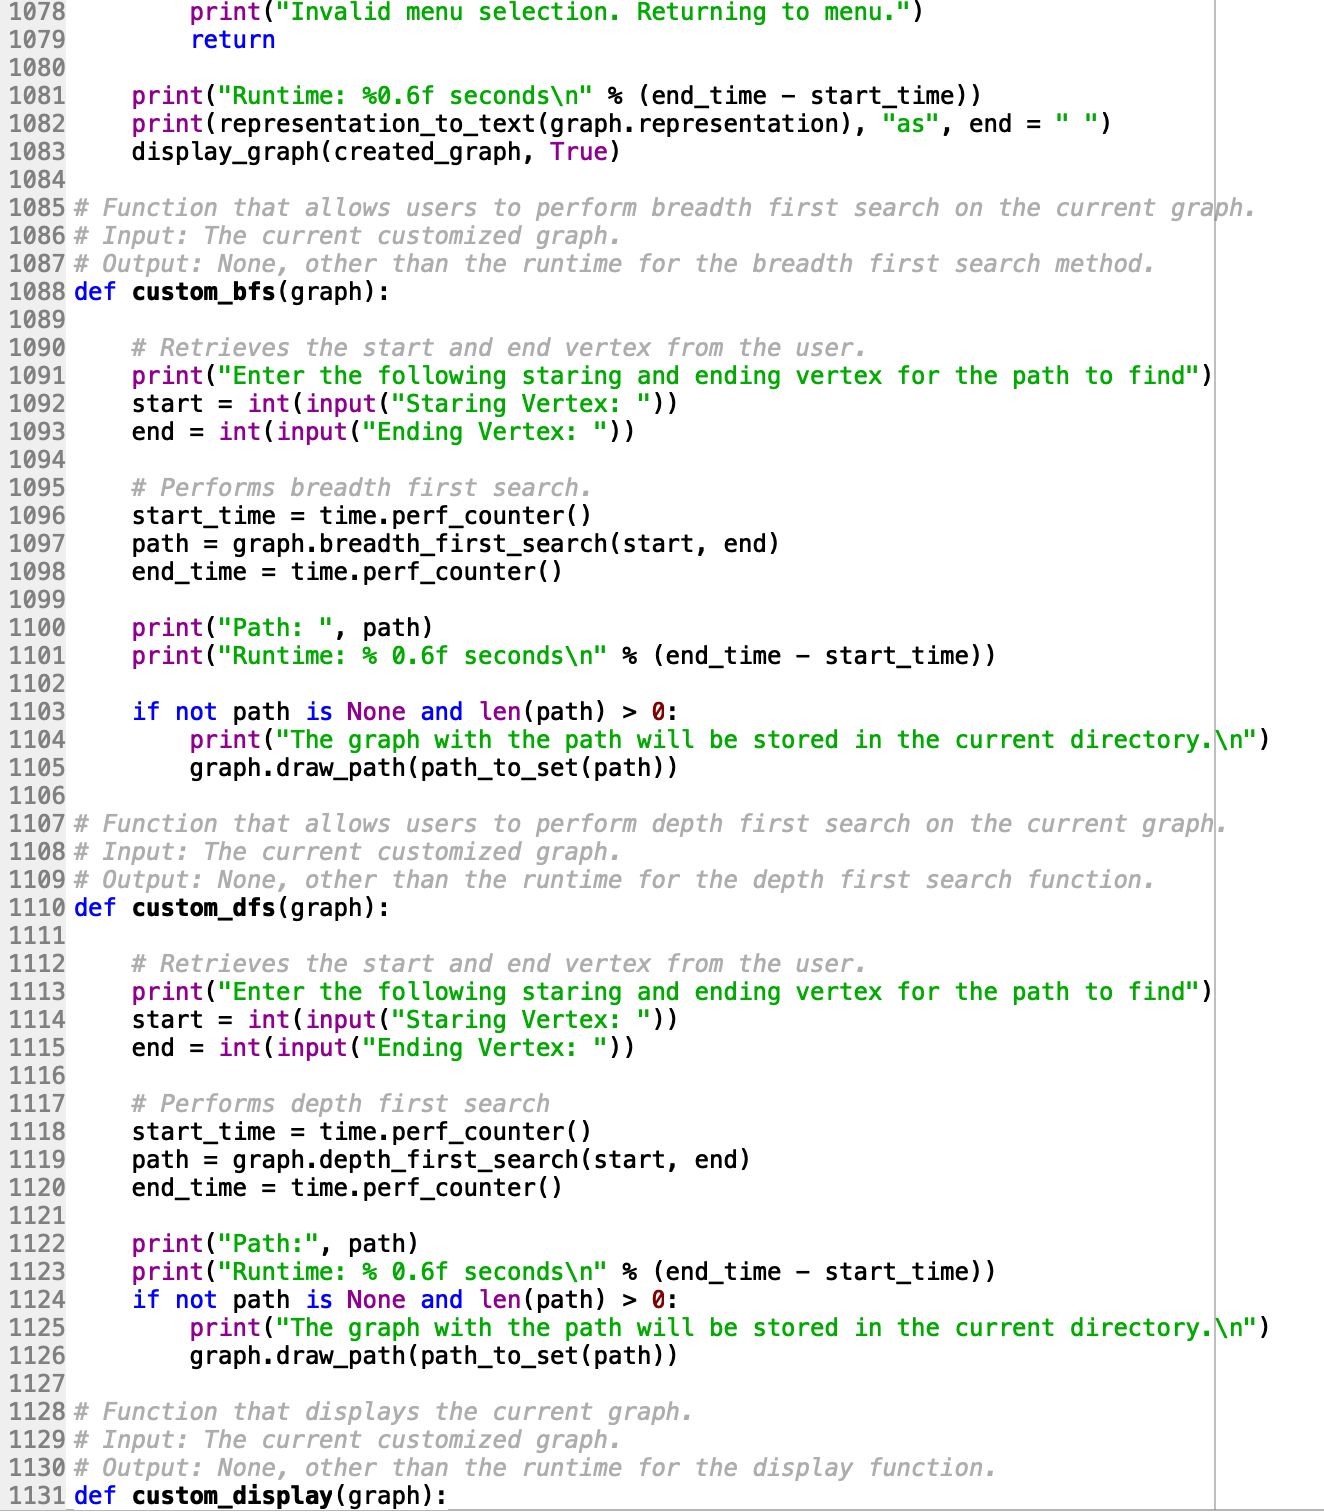 1078         print("Invalid menu selection. Returning to menu.")
1079         return
1080
1081     print("Runtime: %0.6f seconds\n" % (end_time - start_time))
1082     print(representation_to_text(graph.representation), "as", end = " ")
1083     display_graph(created_graph, True)
1084
1085 # Function that allows users to perform breadth first search on the current graph.
1086 # Input: The current customized graph.
1087 # Output: None, other than the runtime for the breadth first search method.
1088 def custom_bfs(graph):
1089
1090     # Retrieves the start and end vertex from the user.
1091     print("Enter the following staring and ending vertex for the path to find")
1092     start = int(input("Staring Vertex: "))
1093     end = int(input("Ending Vertex: "))
1094
1095     # Performs breadth first search.
1096     start_time = time.perf_counter()
1097     path = graph.breadth_first_search(start, end)
1098     end_time = time.perf_counter()
1099
1100     print("Path: ", path)
1101     print("Runtime: % 0.6f seconds\n" % (end_time - start_time))
1102
1103     if not path is None and len(path) > 0:
1104         print("The graph with the path will be stored in the current directory.\n")
1105         graph.draw_path(path_to_set(path))
1106
1107 # Function that allows users to perform depth first search on the current graph.
1108 # Input: The current customized graph.
1109 # Output: None, other than the runtime for the depth first search function.
1110 def custom_dfs(graph):
1111
1112     # Retrieves the start and end vertex from the user.
1113     print("Enter the following staring and ending vertex for the path to find")
1114     start = int(input("Staring Vertex: "))
1115     end = int(input("Ending Vertex: "))
1116
1117     # Performs depth first search
1118     start_time = time.perf_counter()
1119     path = graph.depth_first_search(start, end)
1120     end_time = time.perf_counter()
1121
1122     print("Path:", path)
1123     print("Runtime: % 0.6f seconds\n" % (end_time - start_time))
1124     if not path is None and len(path) > 0:
1125         print("The graph with the path will be stored in the current directory.\n")
1126         graph.draw_path(path_to_set(path))
1127
1128 # Function that displays the current graph.
1129 # Input: The current customized graph.
1130 # Output: None, other than the runtime for the display function.
1131 def custom_display(graph):